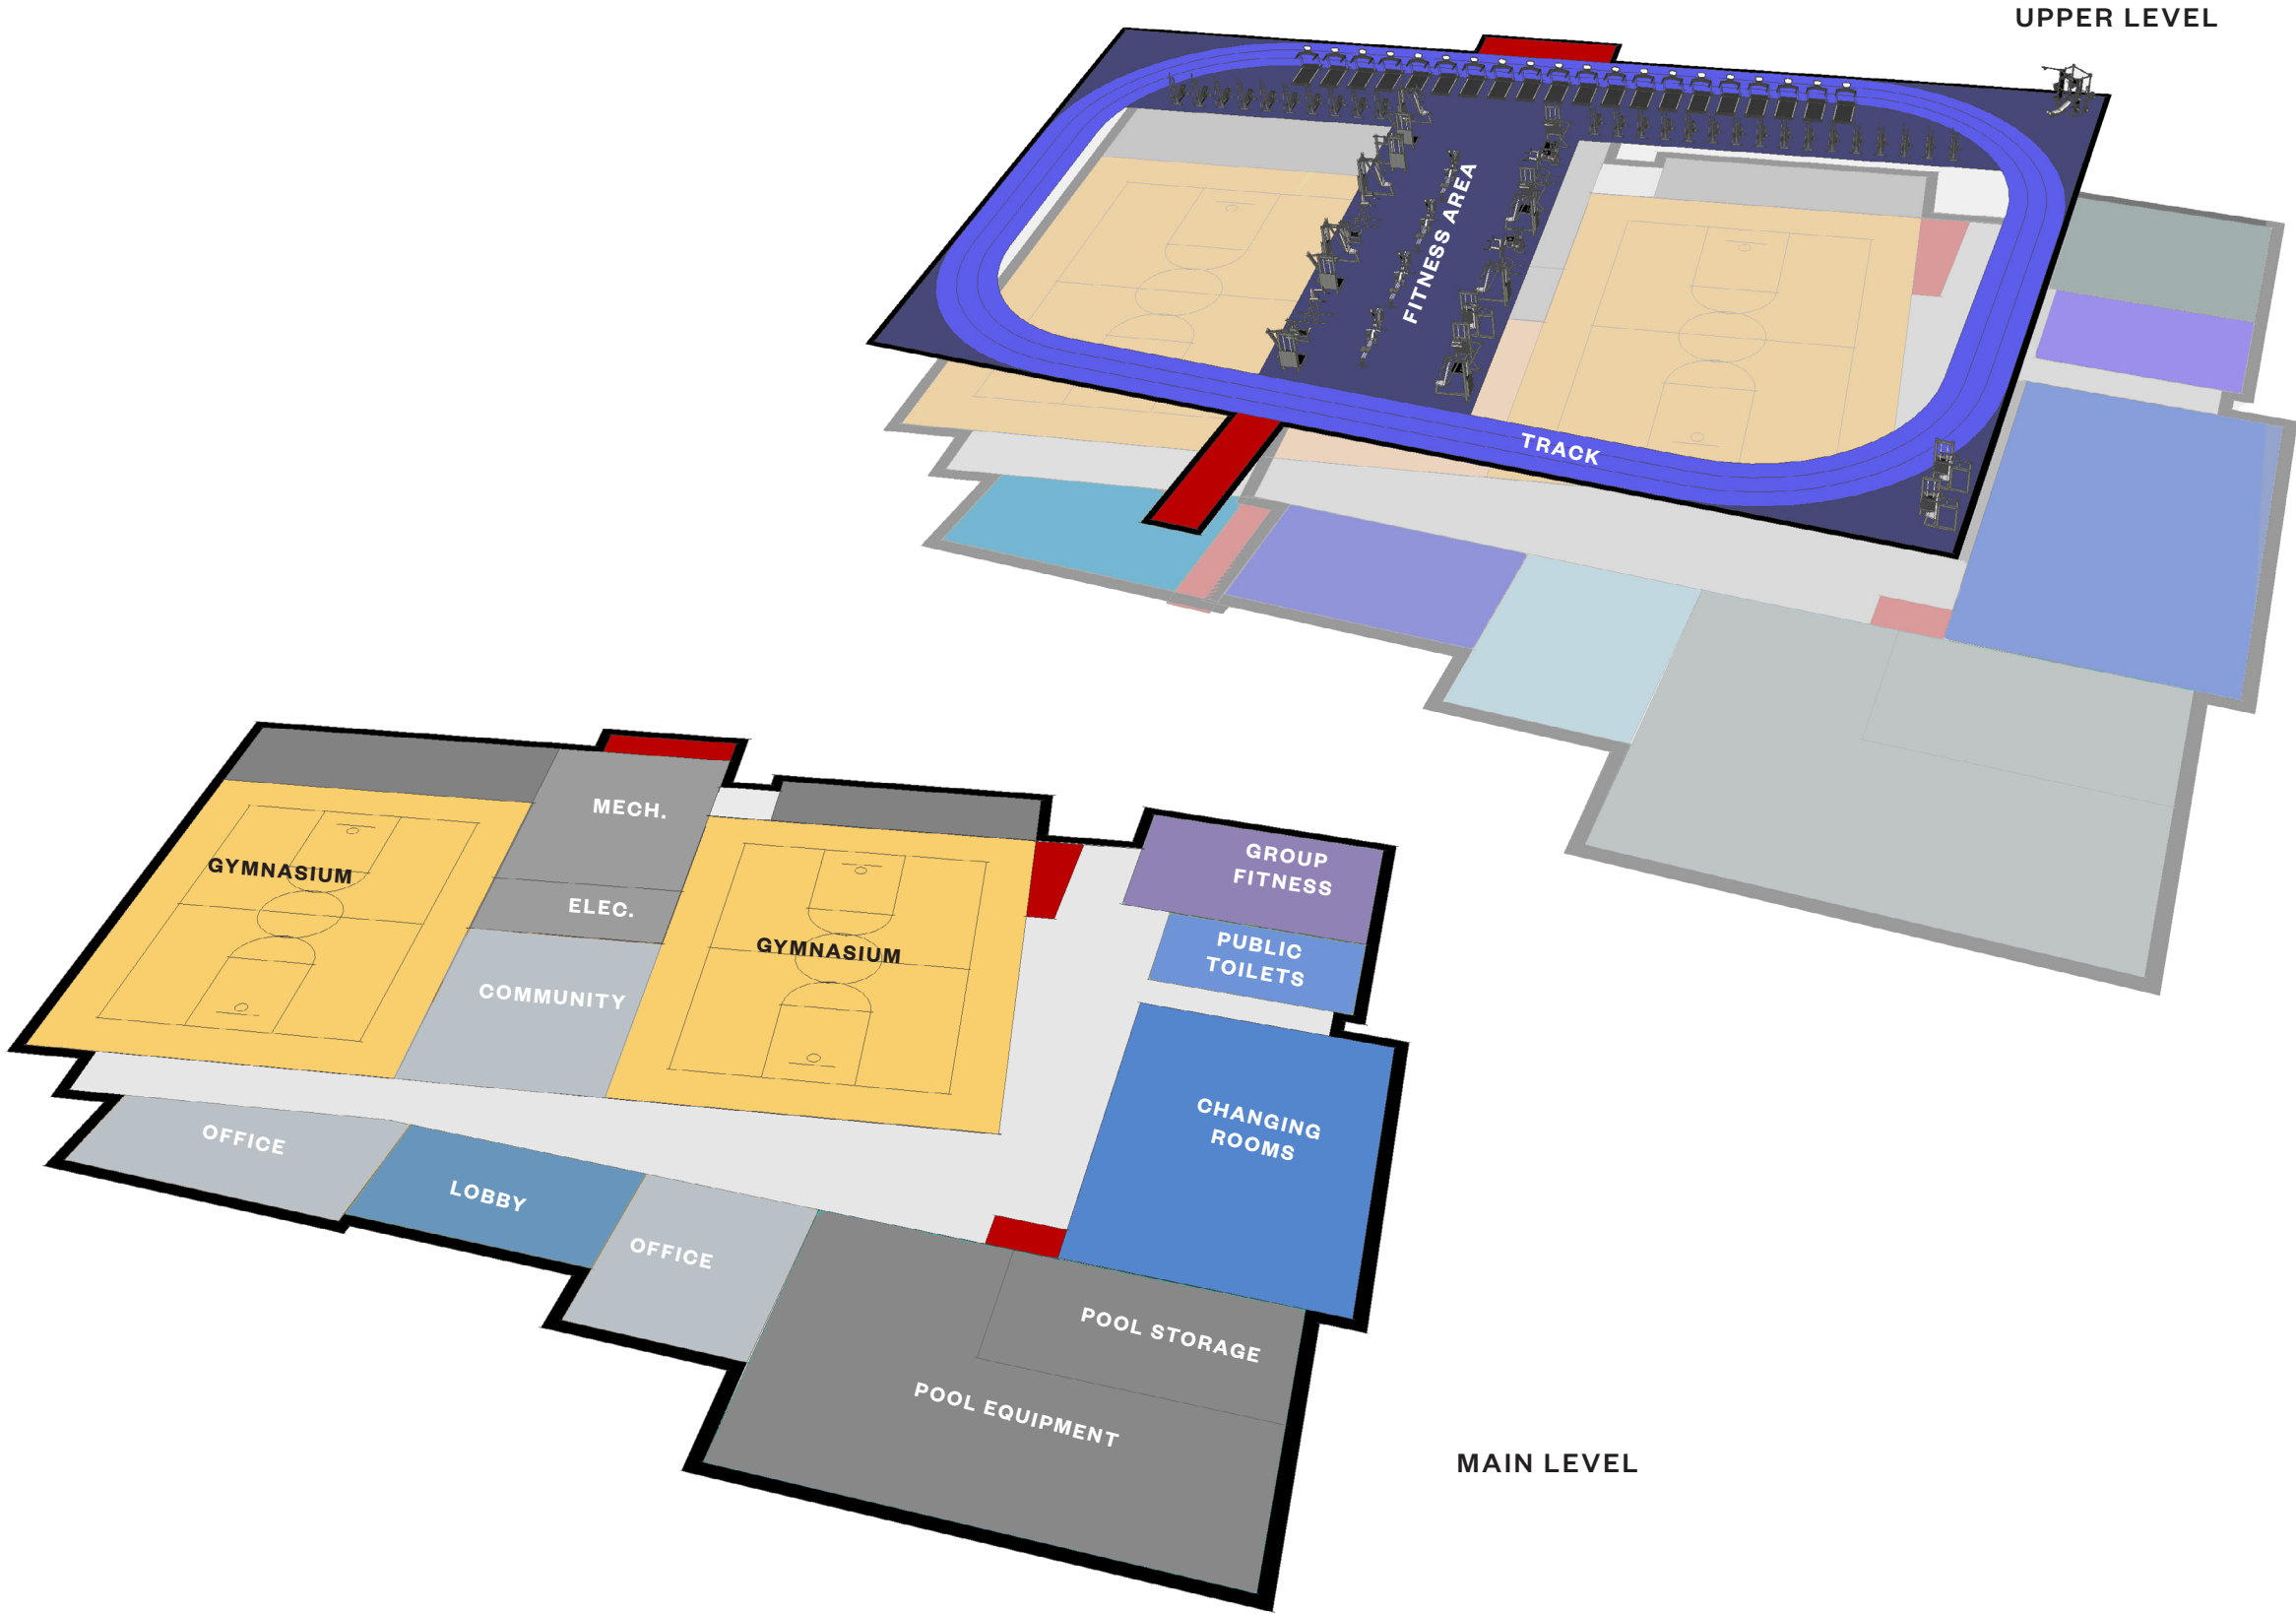 UPPER LEVEL
FITNESS AREA
TRACK
MECH.
GYMNASIUM
ELEC.
GYMNASIUM
COMMUNITY
GROUP
FITNESS
PUBLIC
TOILETS
CHANGING
ROOMS
OFFICE
LOBBY
OFFICE
POOL STORAGE
POOL EQUIPMENT
MAIN LEVEL